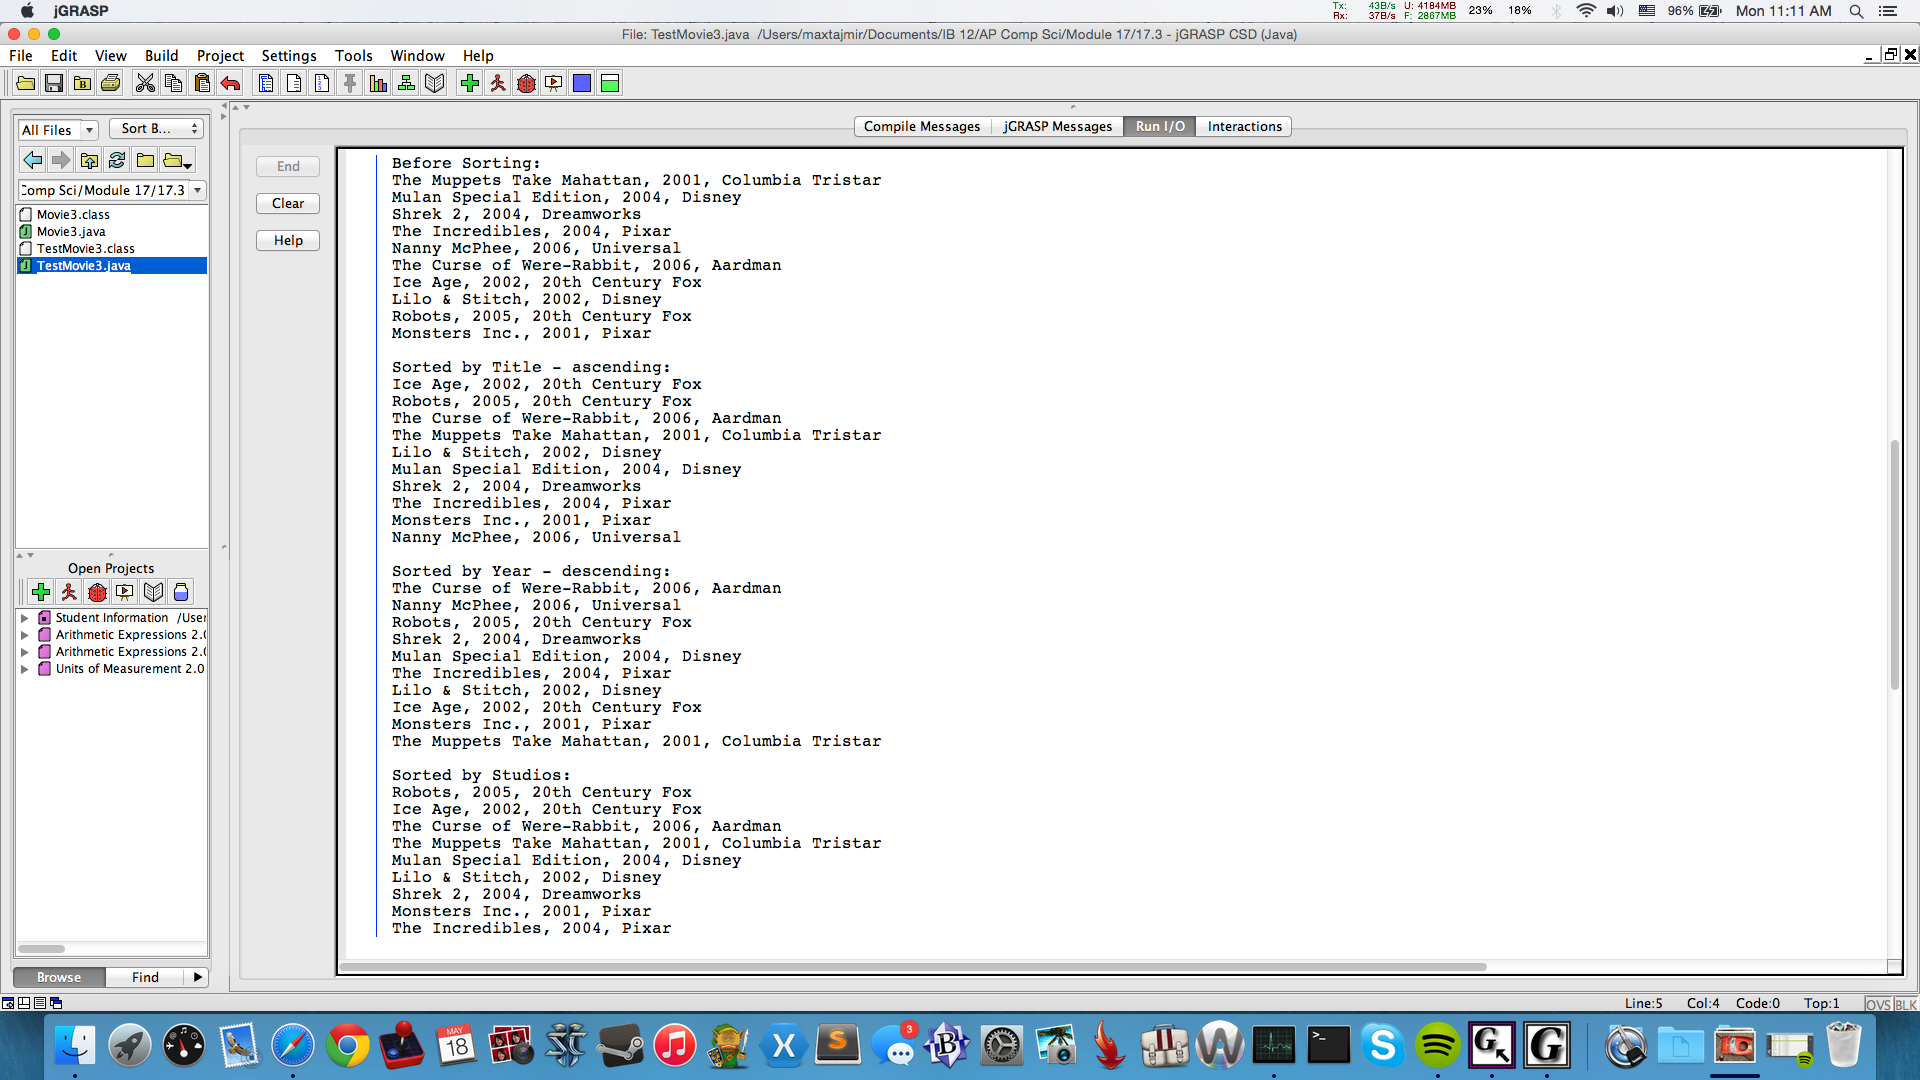 jGRASP
Tx: 43B/s U: 4184MB
Rx: 37B/s F: 2867MB
23% 18% 96% Mon 11:11 AM
File: TestMovie3.java /Users/maxtajmir/Documents/IB 12/AP Comp Sci/Module 17/17.3 - jGRASP CSD (Java)
File Edit View Build Project Settings Tools Window Help
All Files Sort B...
Comp Sci/Module 17/17.3
Movie3.class
Movie3.java
TestMovie3.class
TestMovie3.java
Open Projects
Student Information /User
Arithmetic Expressions 2.0
Arithmetic Expressions 2.0
Units of Measurement 2.0
Browse Find
Compile Messages jGRASP Messages Run I/O Interactions
End
Clear
Help
Before Sorting:
The Muppets Take Mahattan, 2001, Columbia Tristar
Mulan Special Edition, 2004, Disney
Shrek 2, 2004, Dreamworks
The Incredibles, 2004, Pixar
Nanny McPhee, 2006, Universal
The Curse of Were-Rabbit, 2006, Aardman
Ice Age, 2002, 20th Century Fox
Lilo & Stitch, 2002, Disney
Robots, 2005, 20th Century Fox
Monsters Inc., 2001, Pixar
Sorted by Title - ascending:
Ice Age, 2002, 20th Century Fox
Robots, 2005, 20th Century Fox
The Curse of Were-Rabbit, 2006, Aardman
The Muppets Take Mahattan, 2001, Columbia Tristar
Lilo & Stitch, 2002, Disney
Mulan Special Edition, 2004, Disney
Shrek 2, 2004, Dreamworks
The Incredibles, 2004, Pixar
Monsters Inc., 2001, Pixar
Nanny McPhee, 2006, Universal
Sorted by Year - descending:
The Curse of Were-Rabbit, 2006, Aardman
Nanny McPhee, 2006, Universal
Robots, 2005, 20th Century Fox
Shrek 2, 2004, Dreamworks
Mulan Special Edition, 2004, Disney
The Incredibles, 2004, Pixar
Lilo & Stitch, 2002, Disney
Ice Age, 2002, 20th Century Fox
Monsters Inc., 2001, Pixar
The Muppets Take Mahattan, 2001, Columbia Tristar
Sorted by Studios:
Robots, 2005, 20th Century Fox
Ice Age, 2002, 20th Century Fox
The Curse of Were-Rabbit, 2006, Aardman
The Muppets Take Mahattan, 2001, Columbia Tristar
Mulan Special Edition, 2004, Disney
Lilo & Stitch, 2002, Disney
Shrek 2, 2004, Dreamworks
Monsters Inc., 2001, Pixar
The Incredibles, 2004, Pixar
Line:5 Col:4 Code:0 Top:1 OVS BLK
MAY
18
3